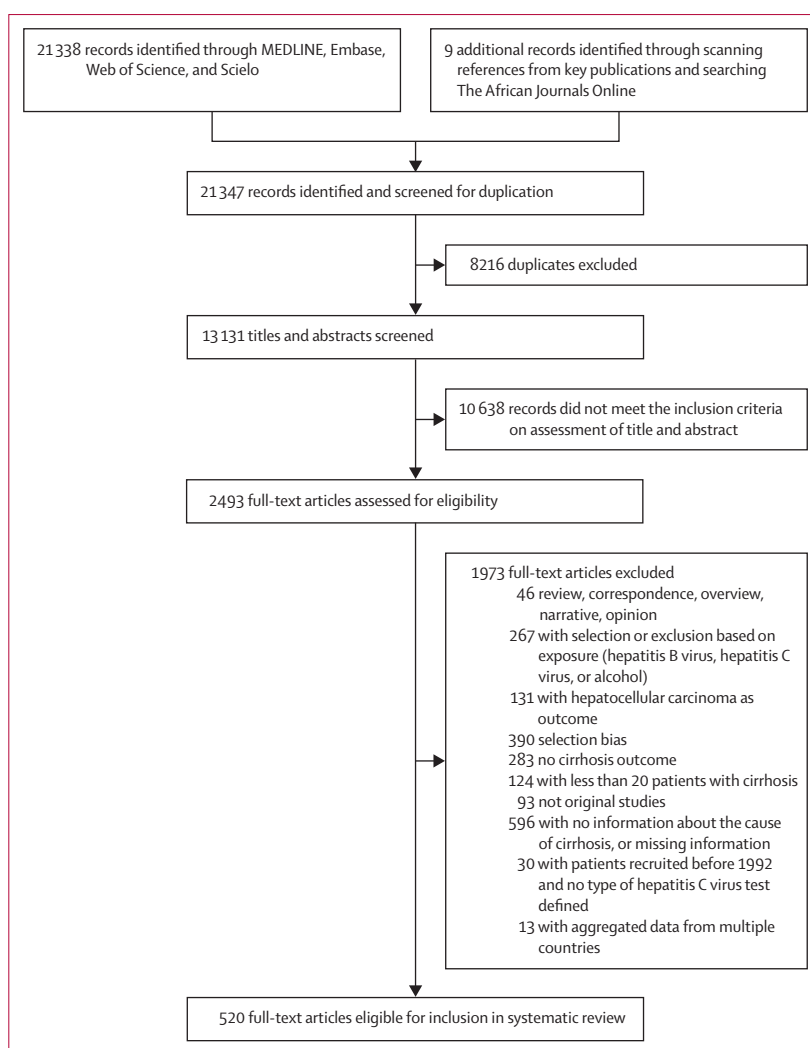 21 338 records identified through MEDLINE, Embase,
Web of Science, and Scielo
9 additional records identified through scanning
references from key publications and searching
The African Journals Online
21 347 records identified and screened for duplication
8216 duplicates excluded
13 131 titles and abstracts screened
10 638 records did not meet the inclusion criteria
on assessment of title and abstract
2493 full-text articles assessed for eligibility
1973 full-text articles excluded
46 review, correspondence, overview,
narrative, opinion
267 with selection or exclusion based on
exposure (hepatitis B virus, hepatitis C
virus, or alcohol)
131 with hepatocellular carcinoma as
outcome
390 selection bias
283 no cirrhosis outcome
124 with less than 20 patients with cirrhosis
93 not original studies
596 with no information about the cause
of cirrhosis, or missing information
30 with patients recruited before 1992
and no type of hepatitis C virus test
defined
13 with aggregated data from multiple
countries
520 full-text articles eligible for inclusion in systematic review